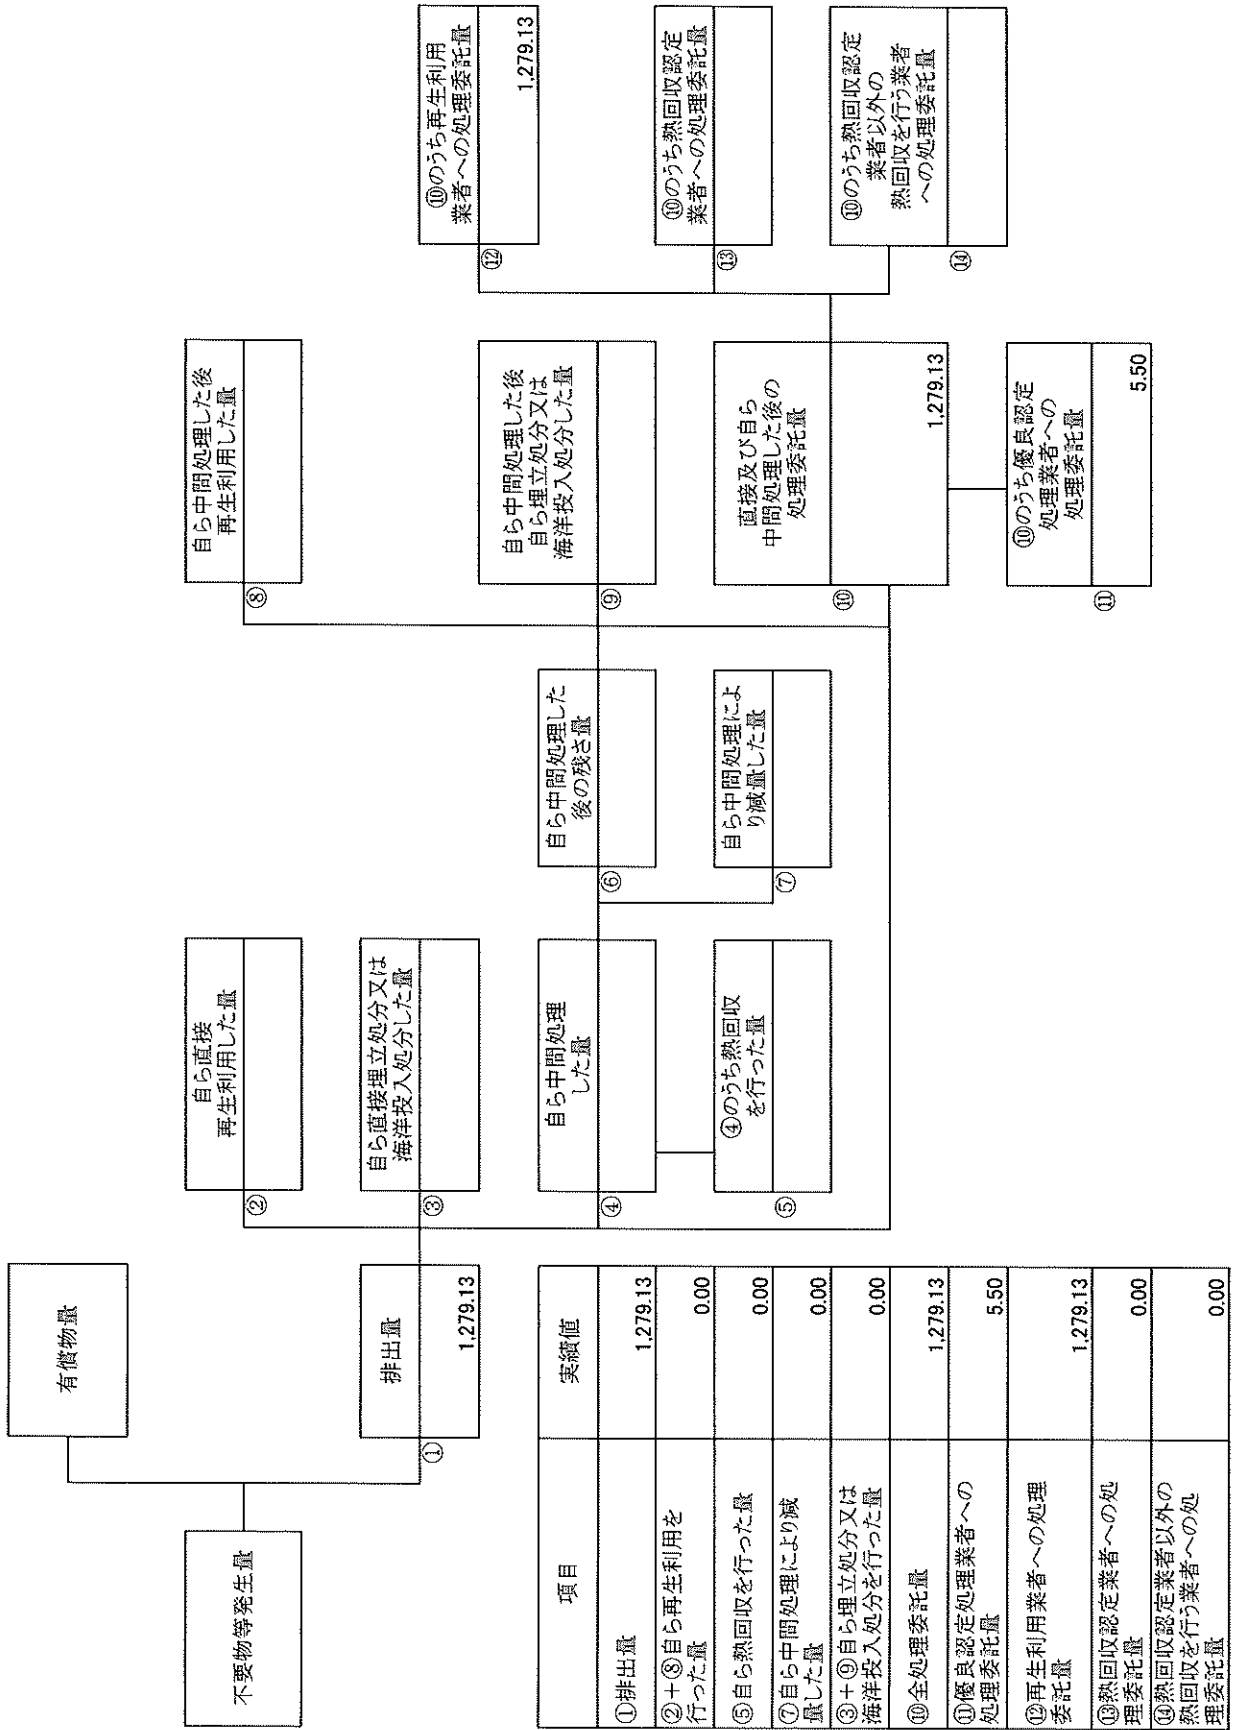 不要物等発生量
有償物量
①
排出量
1,279.13
②
自ら直接
再生利用した量
③
自ら直接埋立処分又は
海洋投入処分した量
④
自ら中間処理
した量
⑤
④のうち熱回収
を行った量
⑥
自ら中間処理した
後の残さ量
⑦
自ら中間処理によ
り減量した量
⑧
自ら中間処理した後
再生利用した量
⑨
自ら中間処理した後
自ら埋立処分又は
海洋投入処分した量
⑩
直接及び自ら
中間処理した後の
処理委託量
1,279.13
⑪
⑩のうち優良認定
処理業者への
処理委託量
5.50
⑫
⑩のうち再生利用
業者への処理委託量
1,279.13
⑬
⑩のうち熱回収認定
業者への処理委託量
⑭
⑩のうち熱回収認定
業者以外の
熱回収を行う業者
への処理委託量
項目
実績値
①排出量
1,279.13
②+⑧自ら再生利用を
行った量
0.00
⑤自ら熱回収を行った量
0.00
⑦自ら中間処理により減
量した量
0.00
③+⑨自ら埋立処分又は
海洋投入処分を行った量
0.00
⑩全処理委託量
1,279.13
⑪優良認定処理業者への
処理委託量
5.50
⑫再生利用業者への処理
委託量
1,279.13
⑬熱回収認定業者への処
理委託量
0.00
⑭熱回収認定業者以外の
熱回収を行う業者への処
理委託量
0.00